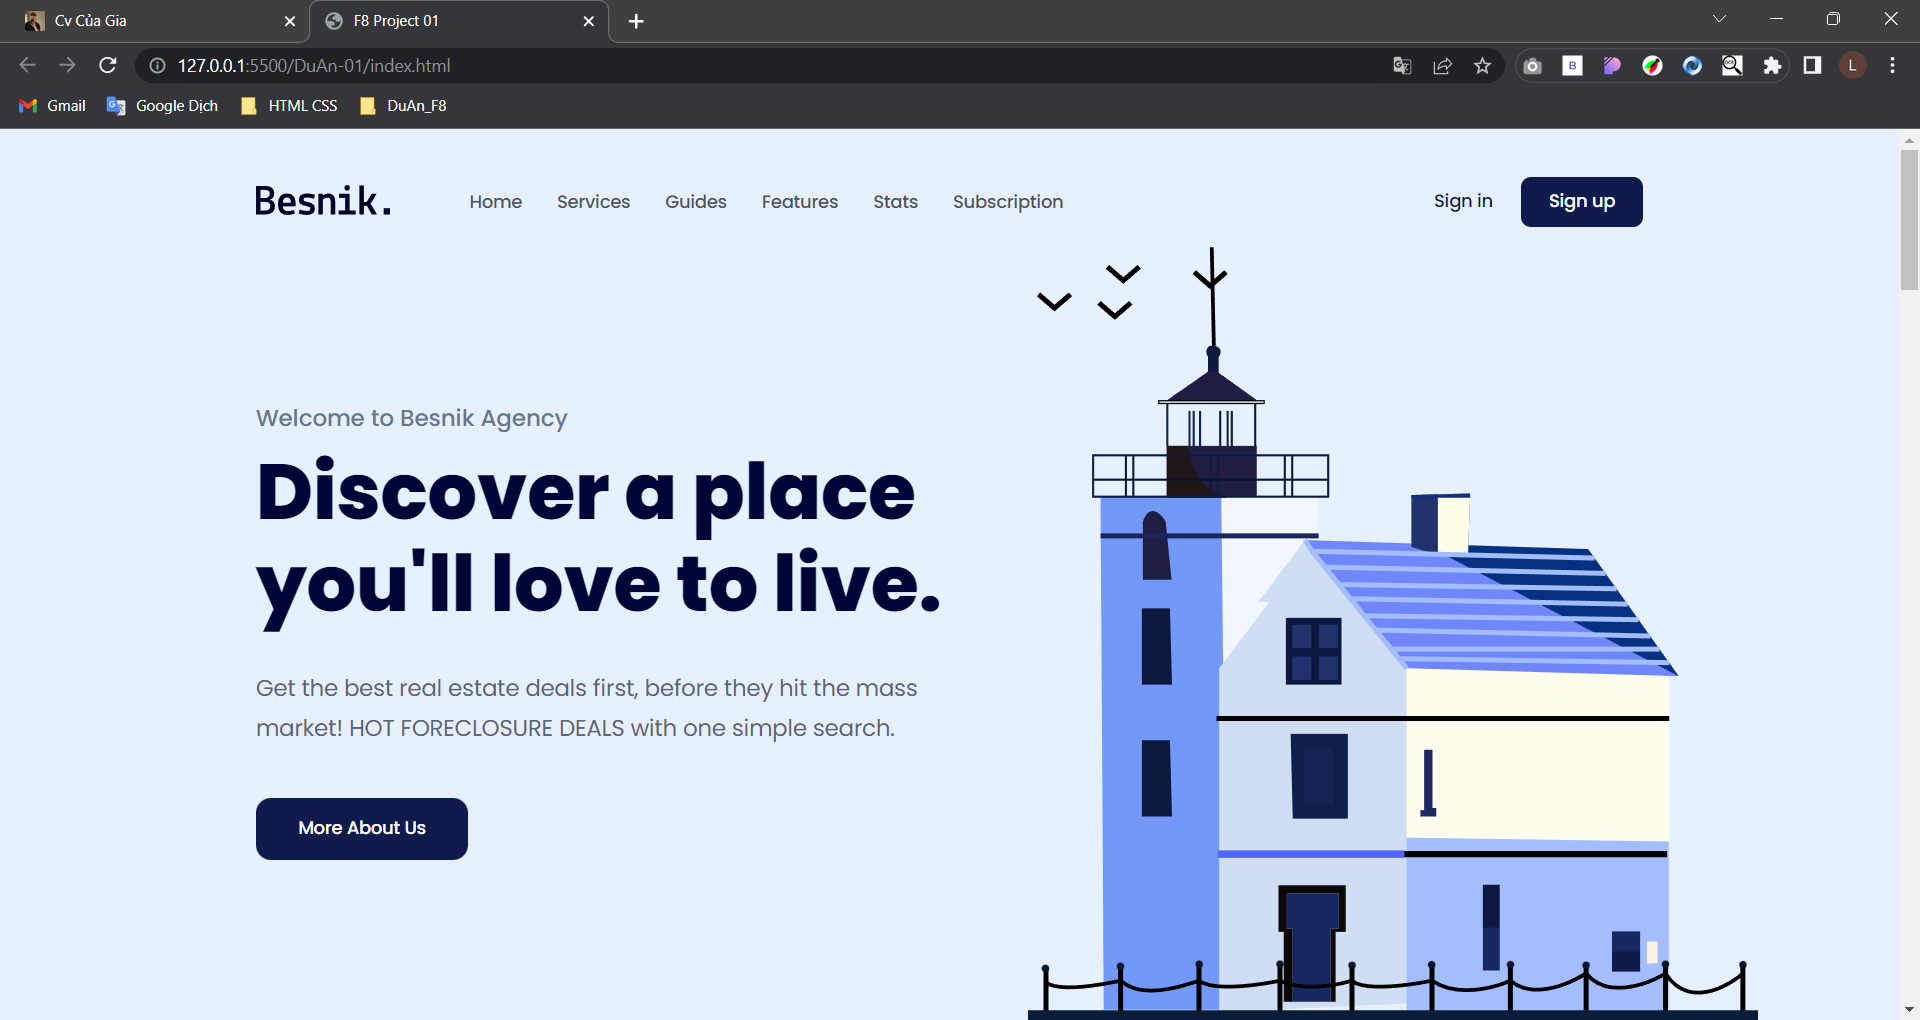 Cv Của Gia
F8 Project 01
127.0.0.1:5500/DuAn-01/index.html
B
L
Gmail
Google Dịch
HTML CSS
DuAn_F8
Besnik.
Home Services Guides Features Stats Subscription
Sign in
Sign up
Welcome to Besnik Agency
Discover a place
you'll love to live.
Get the best real estate deals first, before they hit the mass
market! HOT FORECLOSURE DEALS with one simple search.
More About Us